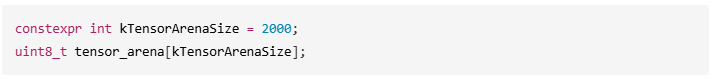 constexpr int kTensorArenaSize = 2000;
uint8_t tensor_arena[kTensorArenaSize];